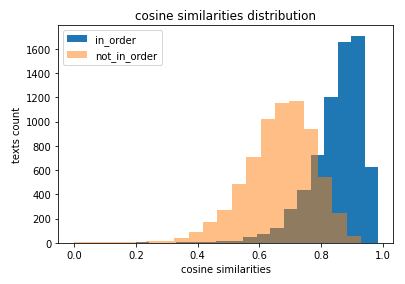 cosine similarities distribution
in_order
not_in_order
texts count
1600
1400
1200
1000
800
600
400
200
0
0.0 0.2 0.4 0.6 0.8 1.0
cosine similarities